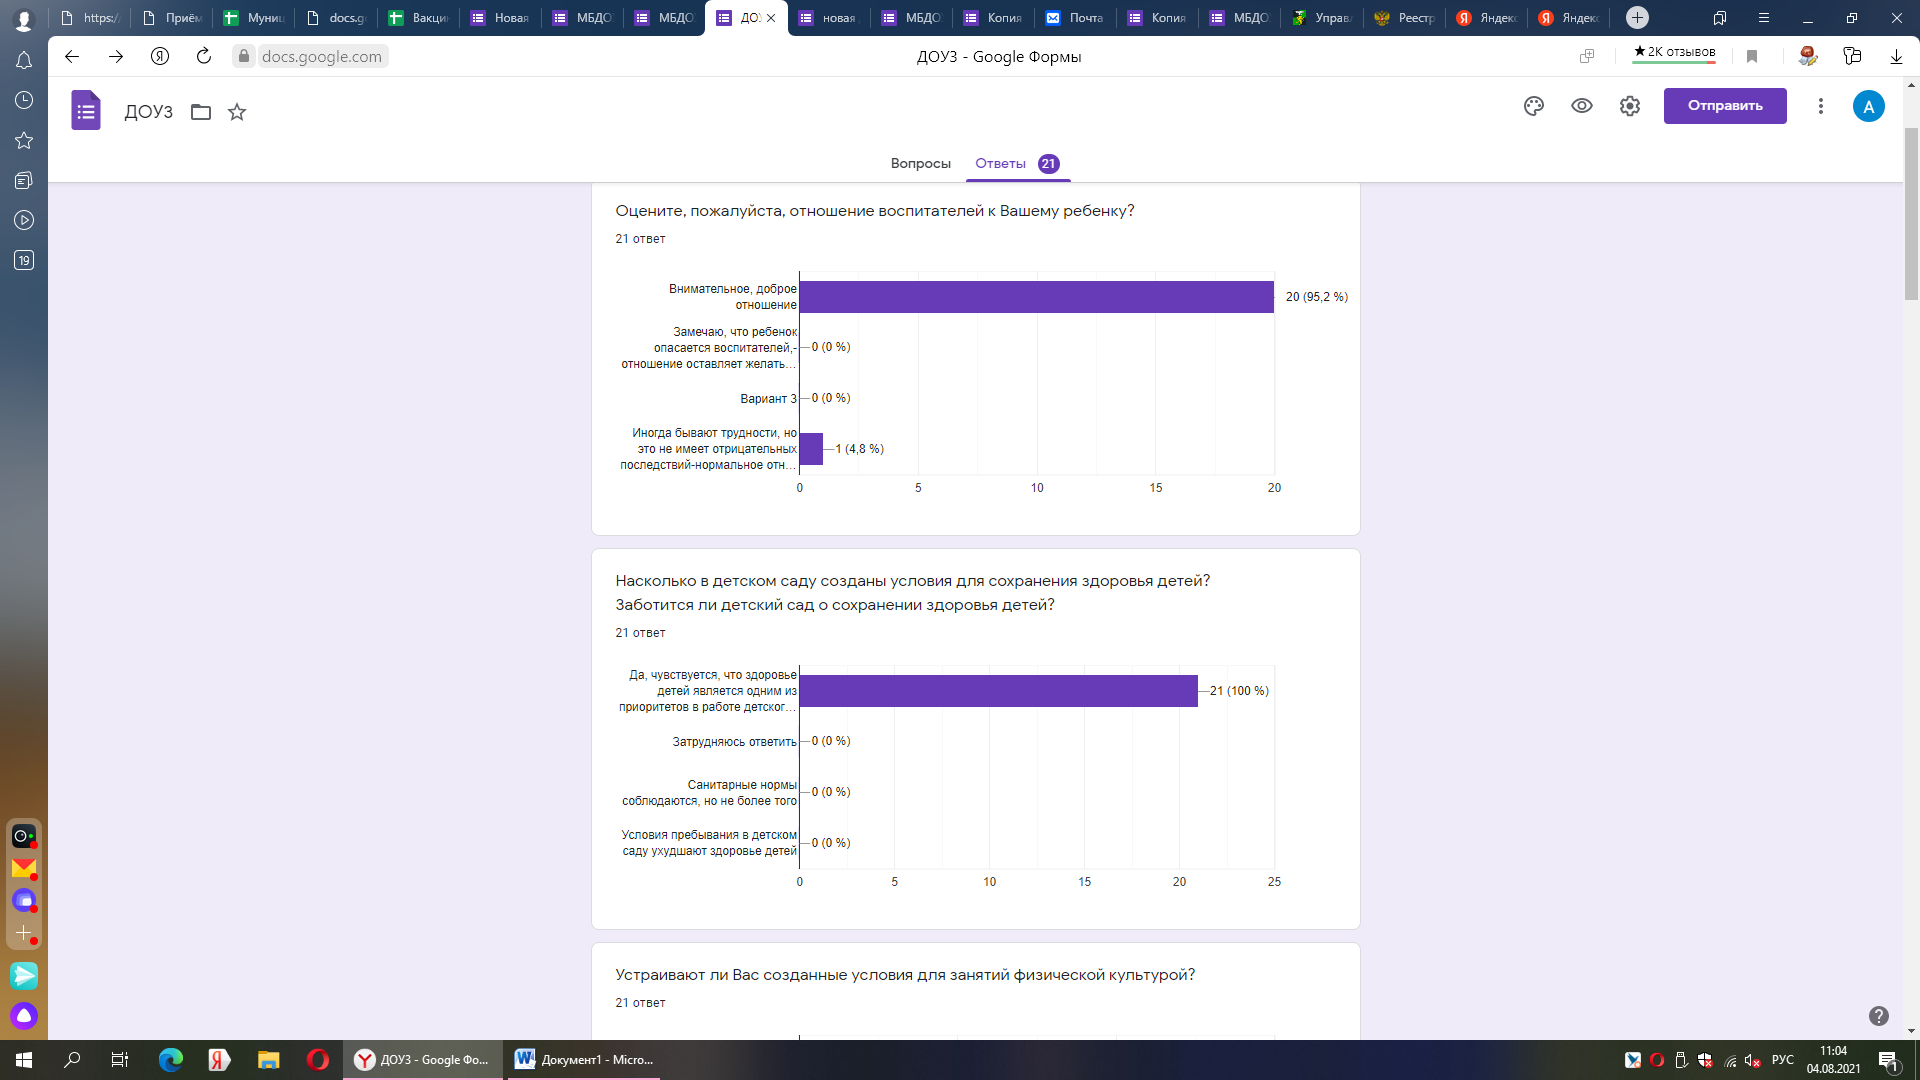 https:/
Приём
Муниц
docs.g
Вакци
Новая
МБДО
МБДО
ДОУ
новая
МБДО
Копия
Почта
Копия
МБДО
Управл
Реестр
Яндекс
Яндекс
docs.google.com
ДОУ3 - Google Формы
★2К отзывов
19
ДОУ3
Отправить
А
Вопросы
Ответы 21
Оцените, пожалуйста, отношение воспитателей к Вашему ребенку?
21 ответ
Внимательное, доброе
отношение
20 (95,2 %)
Замечаю, что ребенок
опасается воспитателей,-
отношение оставляет желать…
0 (0 %)
Вариант 3
0 (0 %)
Иногда бывают трудности, но
это не имеет отрицательных
последствий-нормальное отн…
1 (4,8 %)
0 5 10 15 20
Насколько в детском саду созданы условия для сохранения здоровья детей?
Заботится ли детский сад о сохранении здоровья детей?
21 ответ
Да, чувствуется, что здоровье
детей является одним из
приоритетов в работе детског…
21 (100 %)
Затрудняюсь ответить
0 (0 %)
Санитарные нормы
соблюдаются, но не более того
0 (0 %)
Условия пребывания в детском
саду ухудшают здоровье детей
0 (0 %)
0 5 10 15 20 25
Устраивают ли Вас созданные условия для занятий физической культурой?
21 ответ
ДОУ3 - Google Фо...
Документ1 - Micro...
РУС
11:04
04.08.2021
1